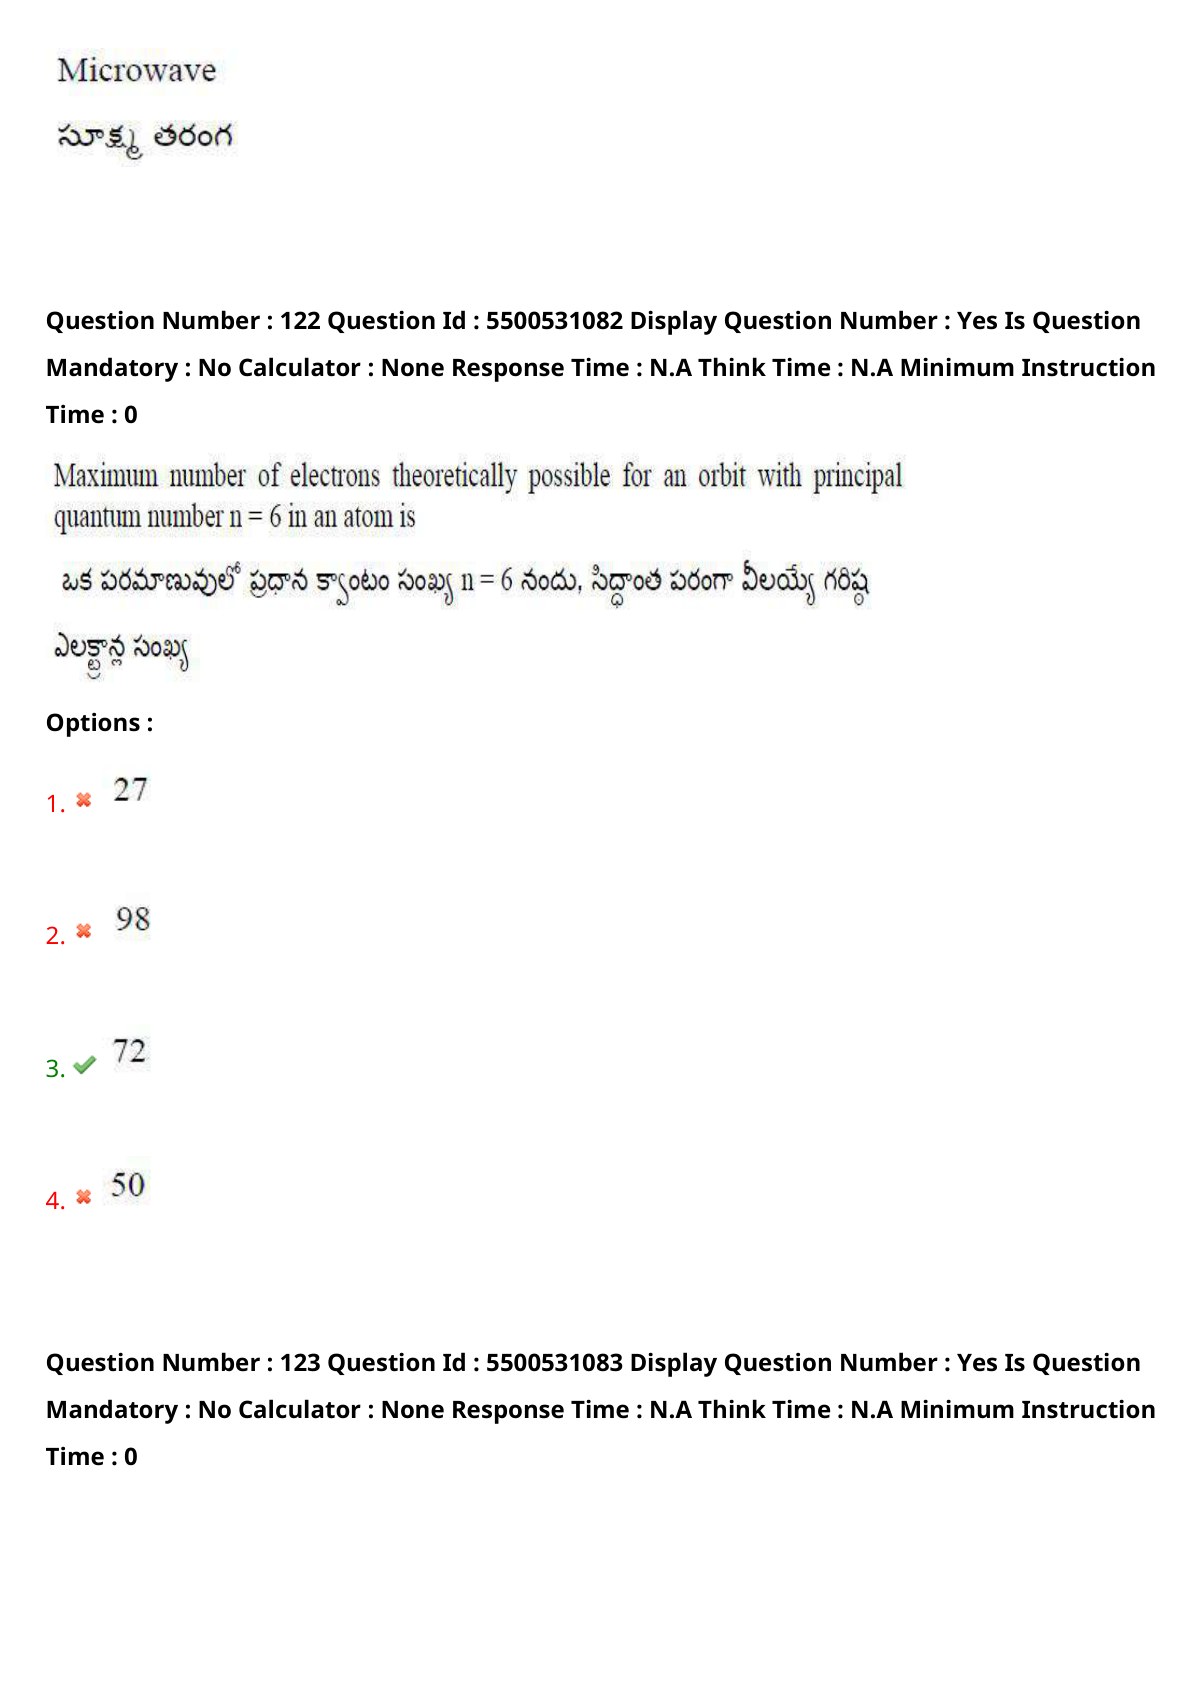 Microwave
సూక్ష్మ తరంగ
Question Number : 122 Question Id : 5500531082 Display Question Number : Yes Is Question
Mandatory : No Calculator : None Response Time : N.A Think Time : N.A Minimum Instruction
Time : 0
Maximum number of electrons theoretically possible for an orbit with principal
quantum number n = 6 in an atom is
ఒక పరమాణువులో ప్రధాన క్వాంటం సంఖ్య n = 6 నందు, సిద్ధాంత పరంగా వీలయ్యే గరిష్ఠ
ఎలక్ట్రాన్ల సంఖ్య
Options :
1. 27
2. 98
3. 72
4. 50
Question Number : 123 Question Id : 5500531083 Display Question Number : Yes Is Question
Mandatory : No Calculator : None Response Time : N.A Think Time : N.A Minimum Instruction
Time : 0